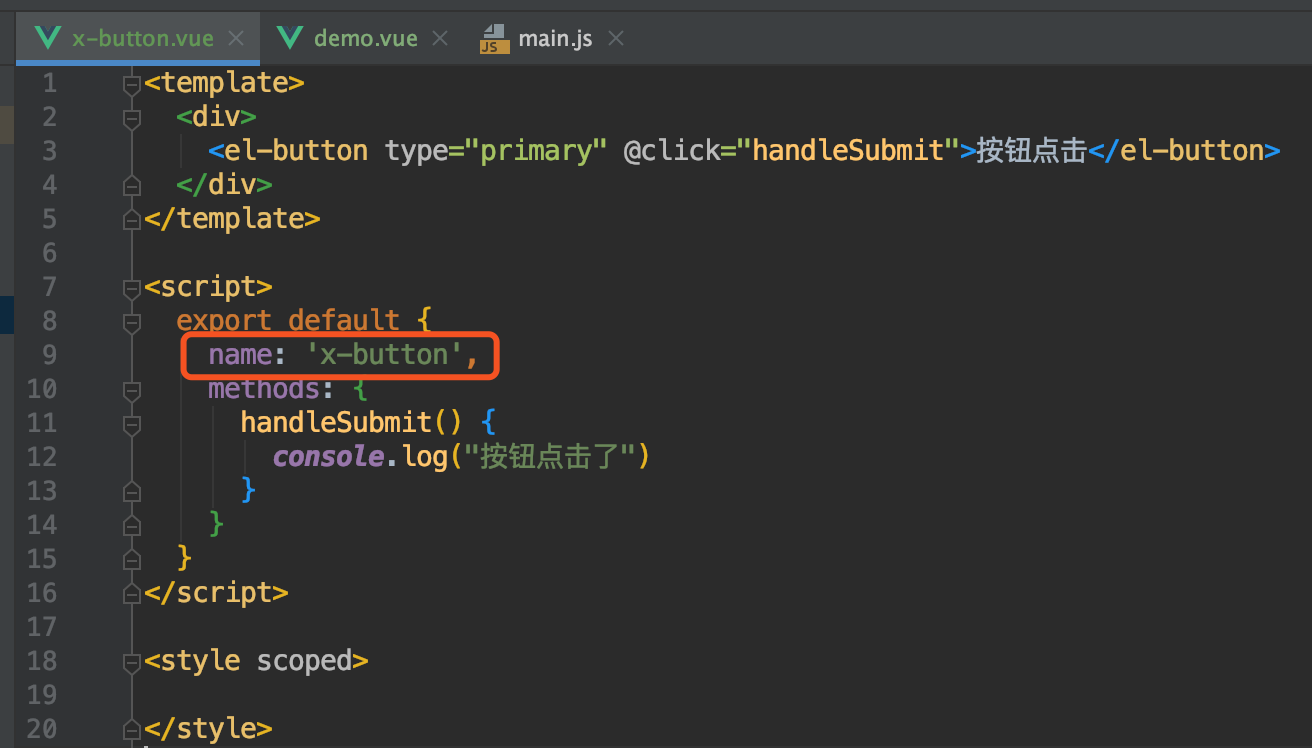 x-button.vue demo.vue JS main.js
1 <template>
2 <div>
3 <el-button type="primary" @click="handleSubmit">按钮点击</el-button>
4 </div>
5 </template>
6
7 <script>
8 export default {
9 name: 'x-button',
10 methods: {
11 handleSubmit() {
12 console.log("按钮点击了")
13 }
14 }
15 }
16 </script>
17
18 <style scoped>
19
20 </style>